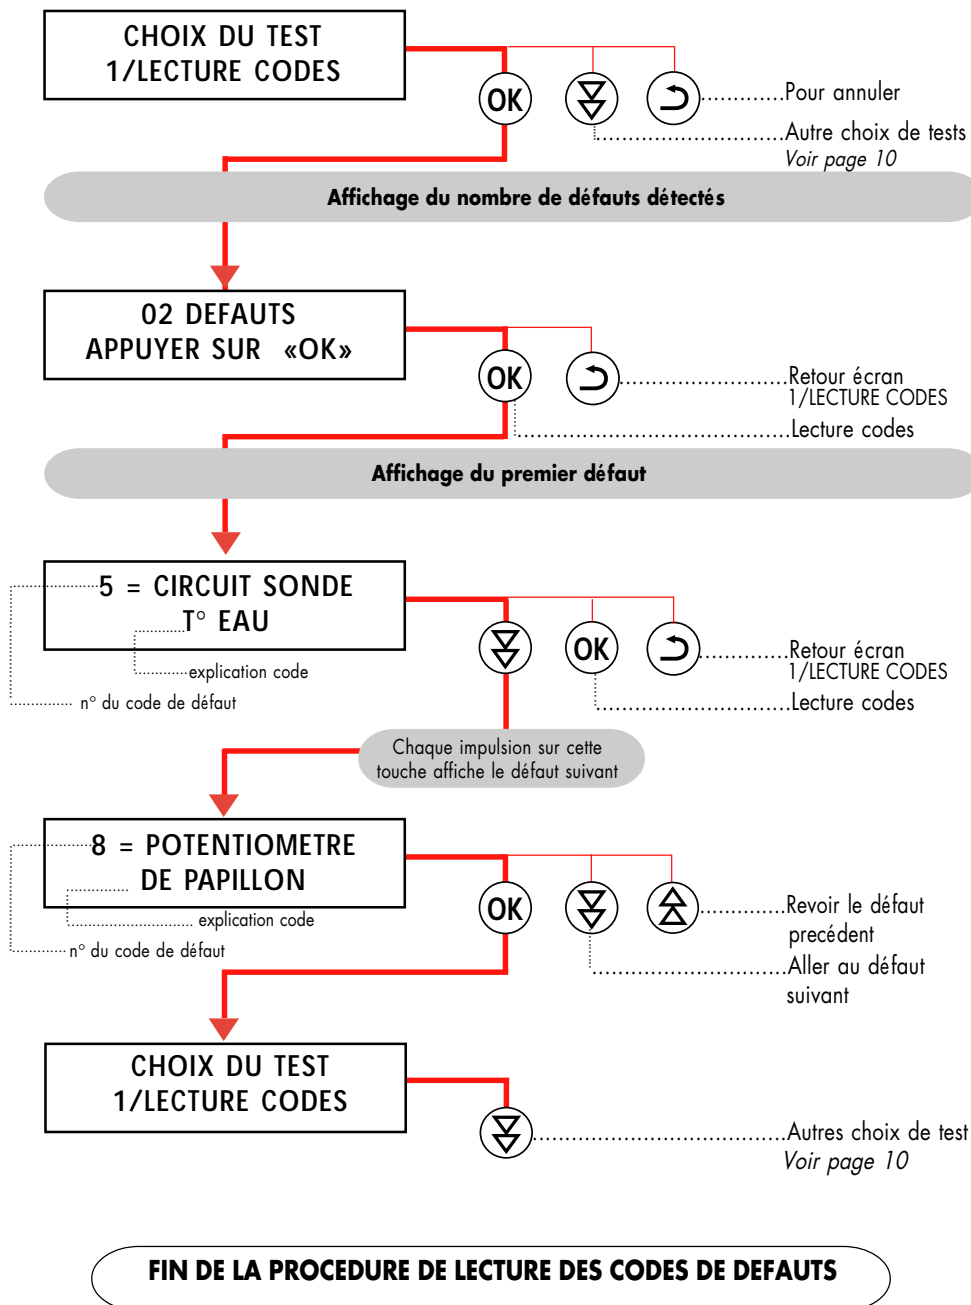 CHOIX DU TEST
1/LECTURE CODES
OK
Pour annuler
Autre choix de tests
Voir page 10
Affichage du nombre de défauts détectés
02 DEFAUTS
APPUYER SUR «OK»
OK
Retour écran
1/LECTURE CODES
Lecture codes
Affichage du premier défaut
5 = CIRCUIT SONDE
T° EAU
explication code
n° du code de défaut
OK
Retour écran
1/LECTURE CODES
Lecture codes
Chaque impulsion sur cette
touche affiche le défaut suivant
8 = POTENTIOMETRE
DE PAPILLON
explication code
n° du code de défaut
OK
Revoir le défaut
precédent
Aller au défaut
suivant
CHOIX DU TEST
1/LECTURE CODES
Autres choix de test
Voir page 10
FIN DE LA PROCEDURE DE LECTURE DES CODES DE DEFAUTS